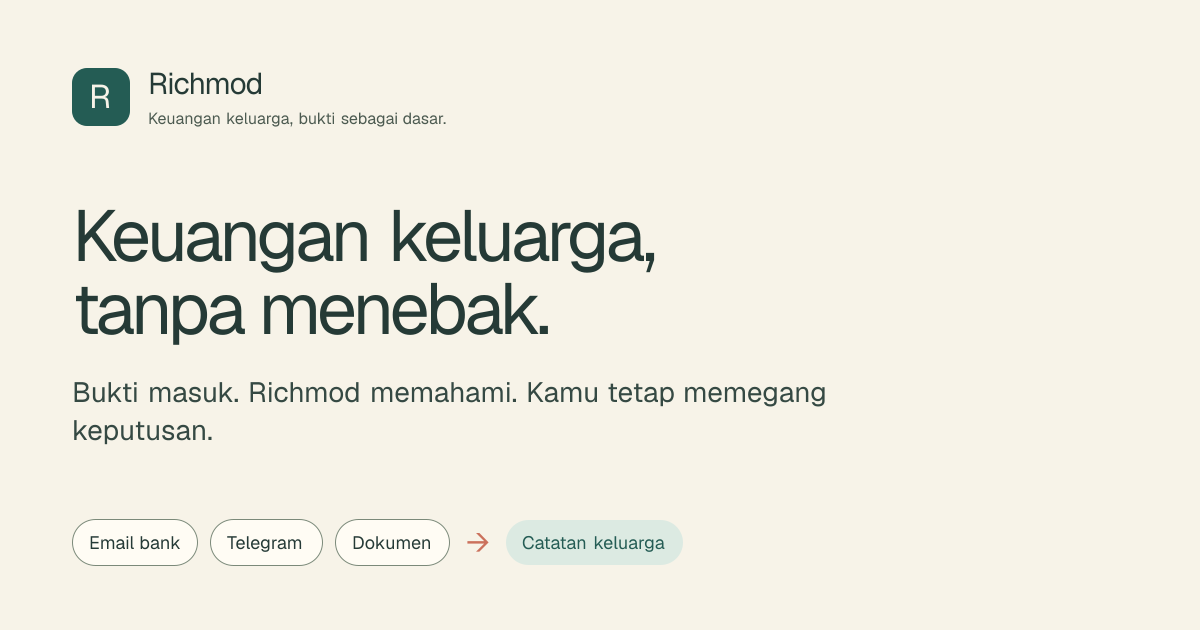 R
Richmod
Keuangan keluarga, bukti sebagai dasar.
Keuangan keluarga,
tanpa menebak.
Bukti masuk. Richmod memahami. Kamu tetap memegang
keputusan.
Email bank
Telegram
Dokumen
→
Catatan keluarga